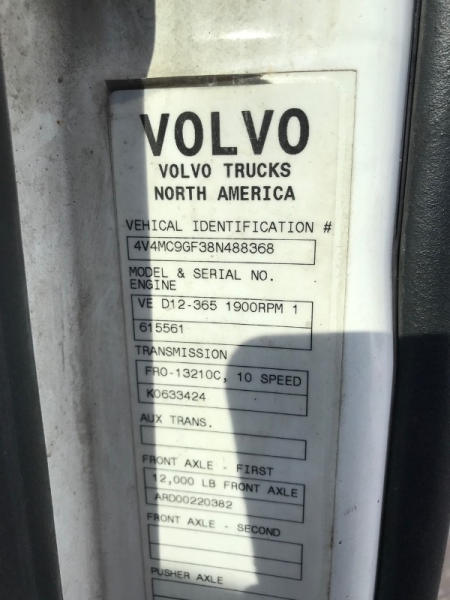 VOLVO
VOLVO TRUCKS
NORTH AMERICA
VEHICAL IDENTIFICATION #
4V4MC9GF38N488368
MODEL & SERIAL NO.
ENGINE
VE D12-365 1900RPM 1
615561
TRANSMISSION
FRO-13210C, 10 SPEED
K0633424
AUX TRANS.
FRONT AXLE - FIRST
12,000 LB FRONT AXLE
ARD00220382
FRONT AXLE - SECOND
PUSHER AXLE